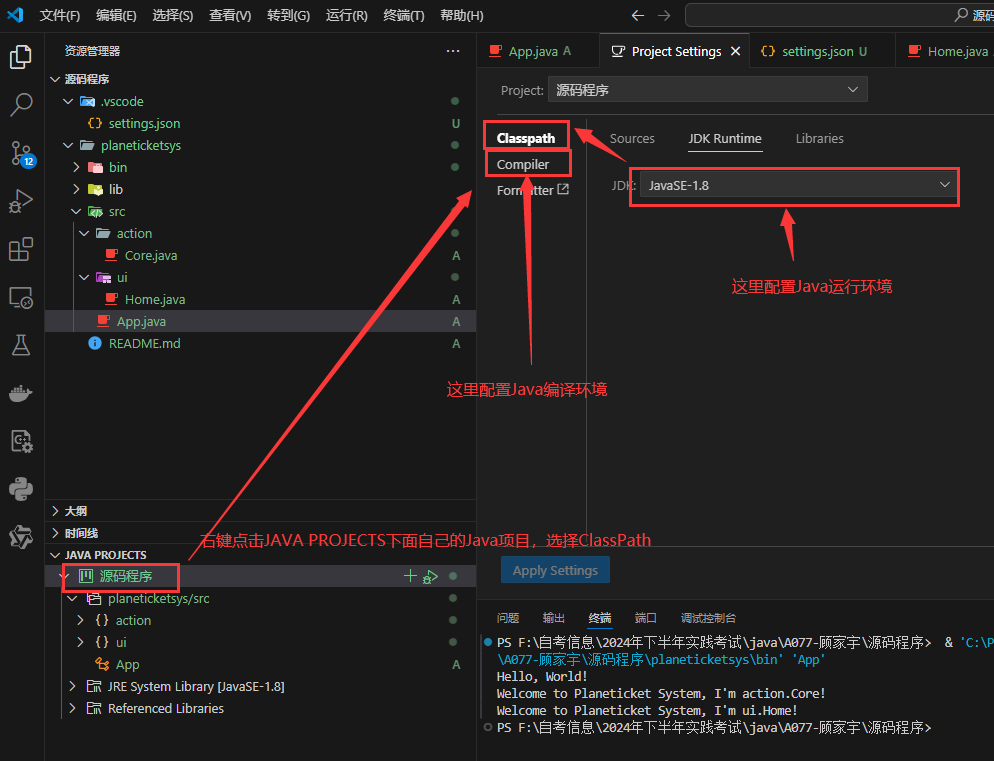 文件(F) 编辑(E) 选择(S) 查看(V) 转到(G) 运行(R) 终端(T) 帮助(H)
源码
资源管理器
源码程序
.vscode
settings.json U
planeticketsys
bin
lib
src
action
Core.java A
ui
Home.java A
App.java A
README.md A
12
大纲
时间线
JAVA PROJECTS
源码程序
planeticketsys/src
action
ui
App A
JRE System Library [JavaSE-1.8]
Referenced Libraries
App.java A Project Settings settings.json U Home.java
Project: 源码程序
Classpath
Compiler
Formatter
Sources JDK Runtime Libraries
JDK: JavaSE-1.8
这里配置Java运行环境
这里配置Java编译环境
右键点击JAVA PROJECTS下面自己的Java项目，选择ClassPath
Apply Settings
问题 输出 终端 端口 调试控制台
PS F:\自考信息\2024年下半年实践考试\java\A077-顾家宇\源码程序> & 'C:\P
\A077-顾家宇\源码程序\planeticketsys\bin' 'App'
Hello, World!
Welcome to Planeticket System, I'm action.Core!
Welcome to Planeticket System, I'm ui.Home!
PS F:\自考信息\2024年下半年实践考试\java\A077-顾家宇\源码程序>